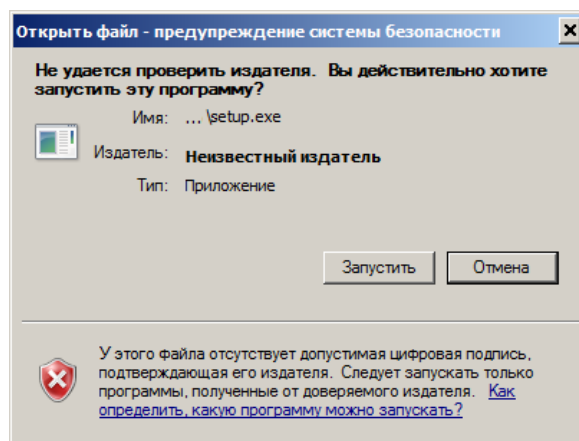 Открыть файл - предупреждение системы безопасности
Не удается проверить издателя. Вы действительно хотите
запустить эту программу?
Имя: ... \setup.exe
Издатель: Неизвестный издатель
Тип: Приложение
Запустить Отмена
У этого файла отсутствует допустимая цифровая подпись,
подтверждающая его издателя. Следует запускать только
программы, полученные от доверяемого издателя. Как
определить, какую программу можно запускать?